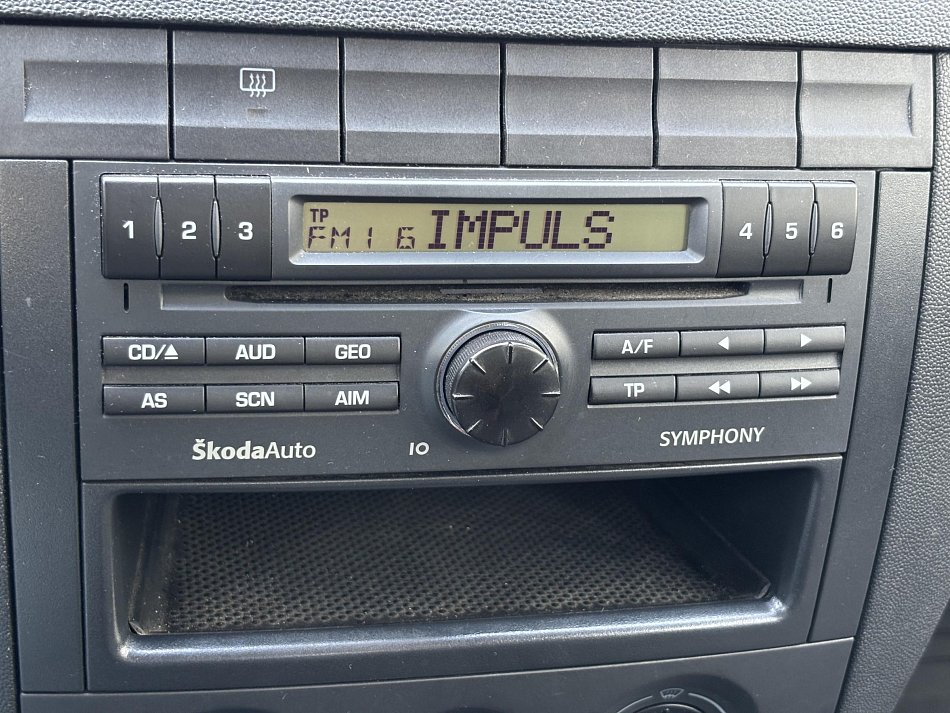 1 2 3
TP
FM1 6 IMPULS
4 5 6
CD/⏏ AUD GEO
AS SCN AIM
A/F ◀ ▶
TP ◀◀ ▶▶
ŠkodaAuto
IO
SYMPHONY